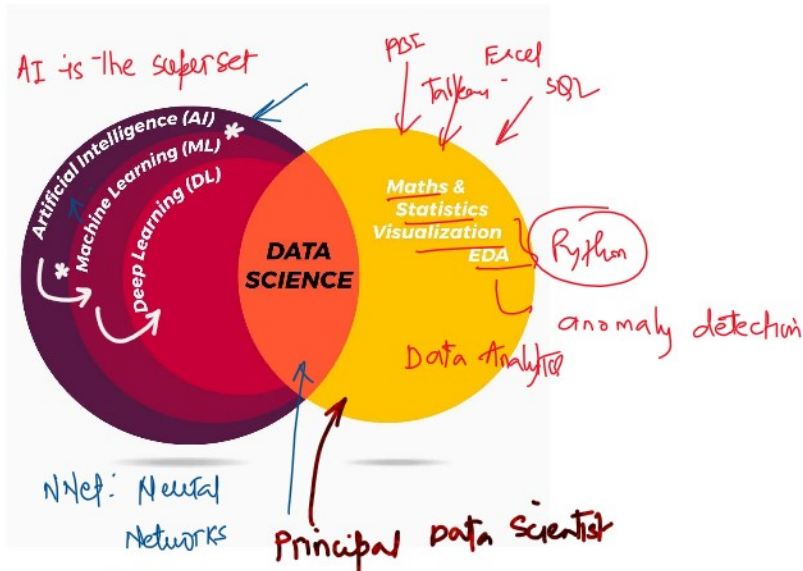 AI is the superset
PBI
Tableau
Excel
SQL
Artificial Intelligence (AI)
Machine Learning (ML)
Deep Learning (DL)
DATA
SCIENCE
Maths &
Statistics
Visualization
EDA
Python
anomaly detection
Data Analytics
NNet: Neural
Networks
Principal Data Scientist